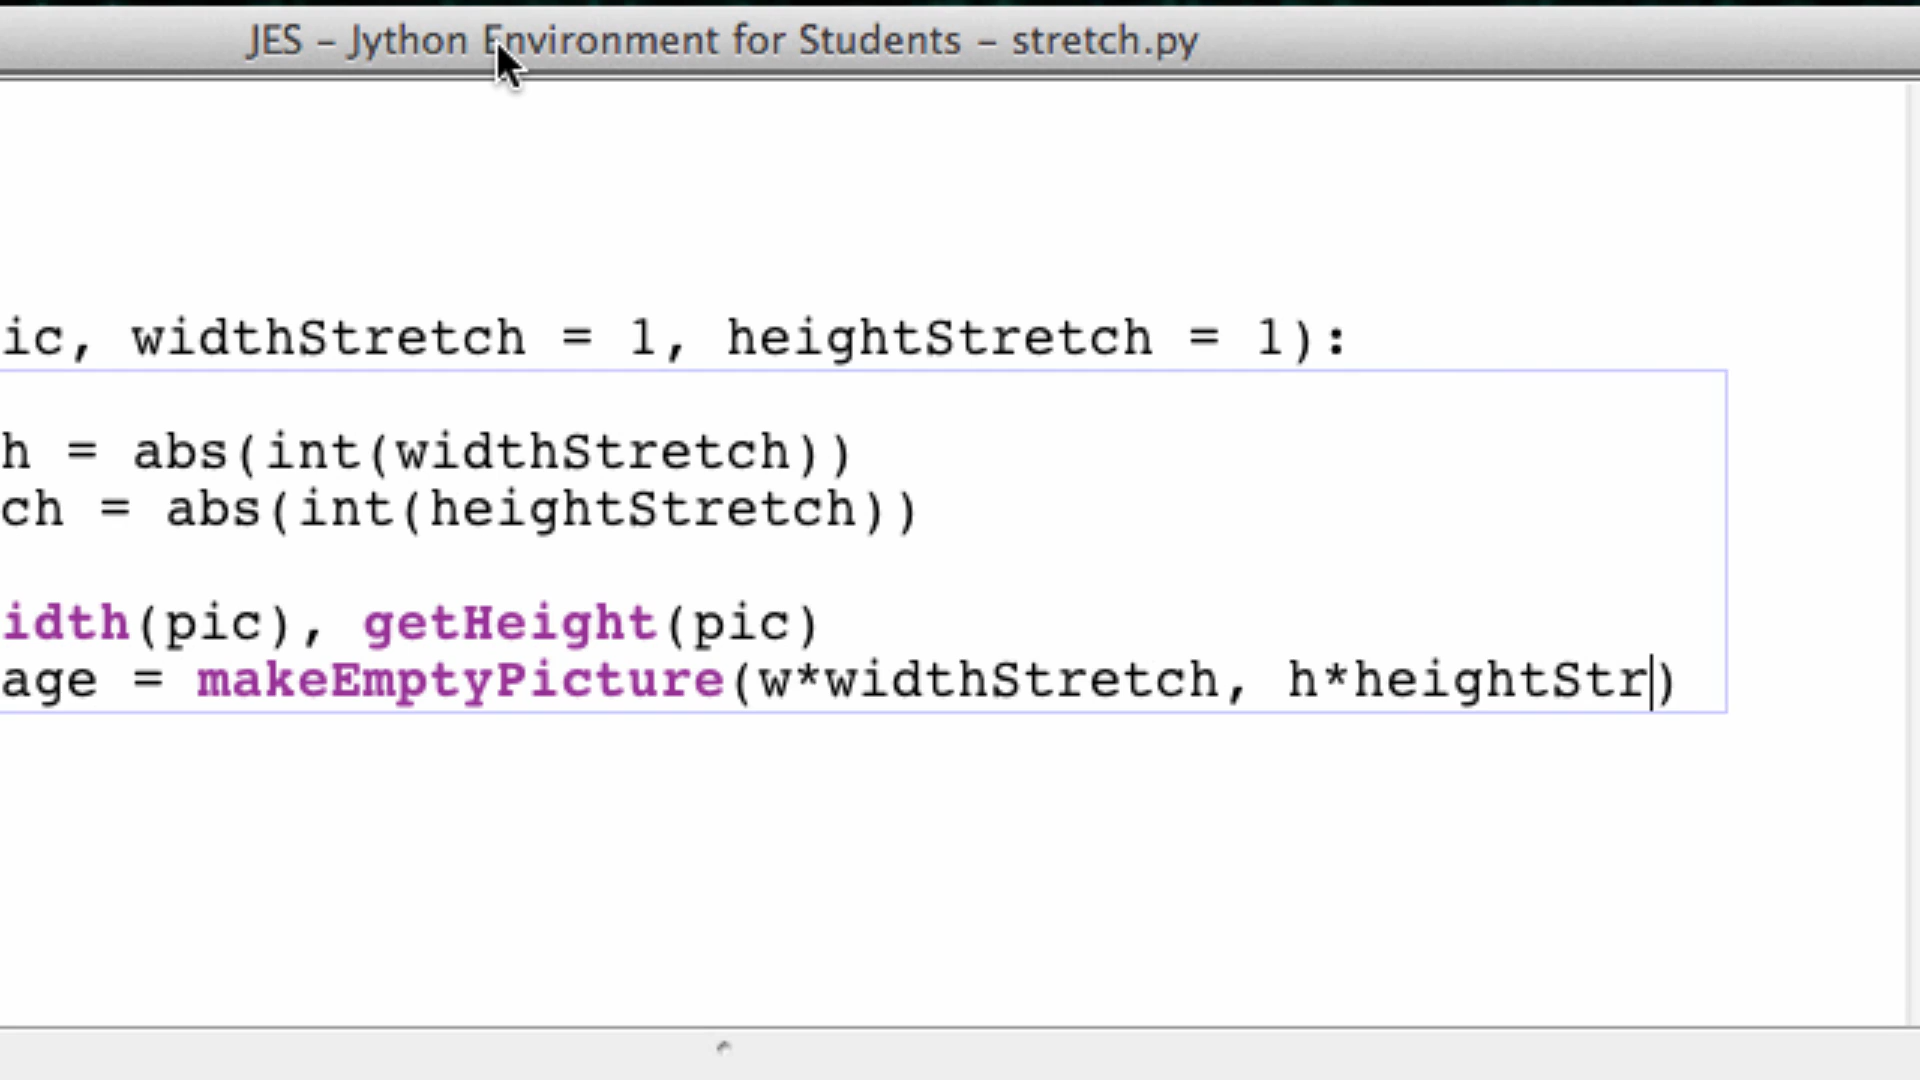 JES – Jython Environment for Students – stretch.py
ic, widthStretch = 1, heightStretch = 1):
h = abs(int(widthStretch))
ch = abs(int(heightStretch))
idth(pic), getHeight(pic)
age = makeEmptyPicture(w*widthStretch, h*heightStr)